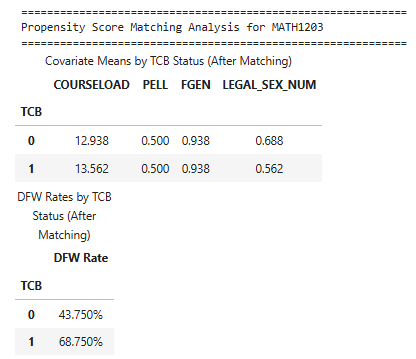 ================================================================
Propensity Score Matching Analysis for MATH1203
================================================================
Covariate Means by TCB Status (After Matching)
COURSELOAD PELL FGEN LEGAL_SEX_NUM
TCB
0 12.938 0.500 0.938 0.688
1 13.562 0.500 0.938 0.562
DFW Rates by TCB
Status (After
Matching)
DFW Rate
TCB
0 43.750%
1 68.750%